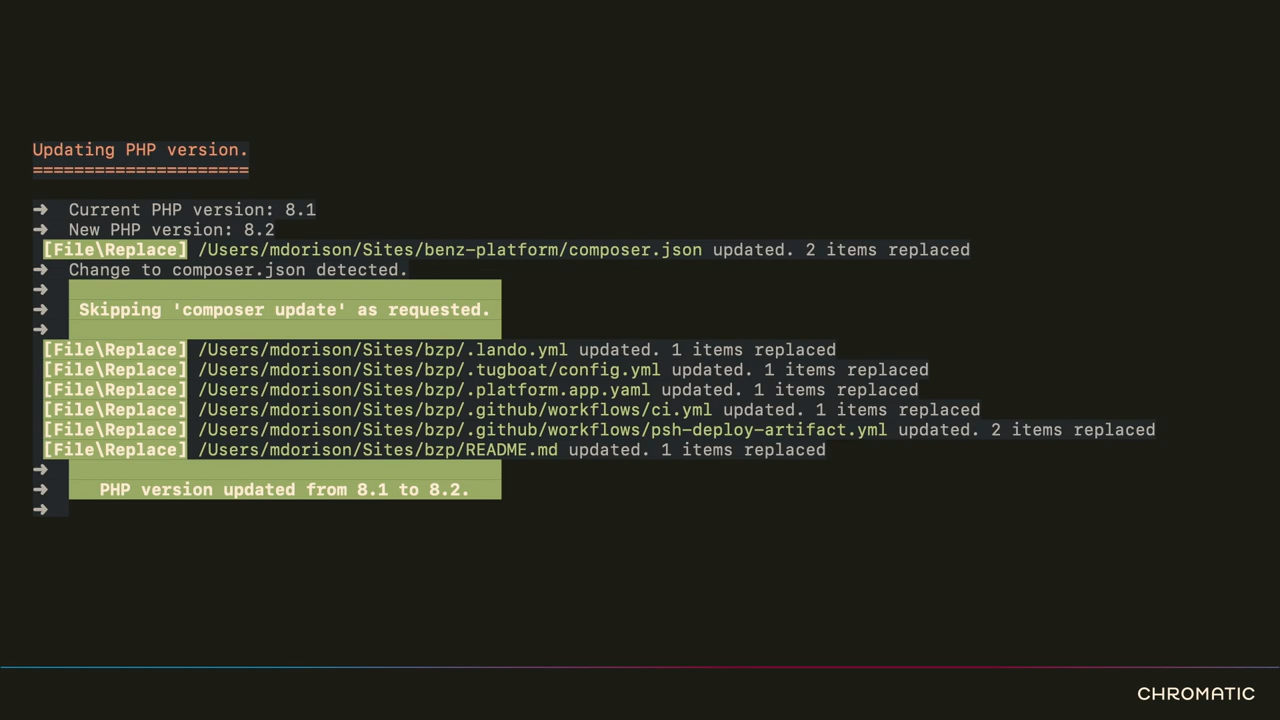 Updating PHP version.
=====================
➜ Current PHP version: 8.1
➜ New PHP version: 8.2
[File\Replace] /Users/mdorison/Sites/benz-platform/composer.json updated. 2 items replaced
➜ Change to composer.json detected.
➜
➜ Skipping 'composer update' as requested.
➜
[File\Replace] /Users/mdorison/Sites/bzp/.lando.yml updated. 1 items replaced
[File\Replace] /Users/mdorison/Sites/bzp/.tugboat/config.yml updated. 1 items replaced
[File\Replace] /Users/mdorison/Sites/bzp/.platform.app.yaml updated. 1 items replaced
[File\Replace] /Users/mdorison/Sites/bzp/.github/workflows/ci.yml updated. 1 items replaced
[File\Replace] /Users/mdorison/Sites/bzp/.github/workflows/psh-deploy-artifact.yml updated. 2 items replaced
[File\Replace] /Users/mdorison/Sites/bzp/README.md updated. 1 items replaced
➜
➜ PHP version updated from 8.1 to 8.2.
➜
CHROMATIC